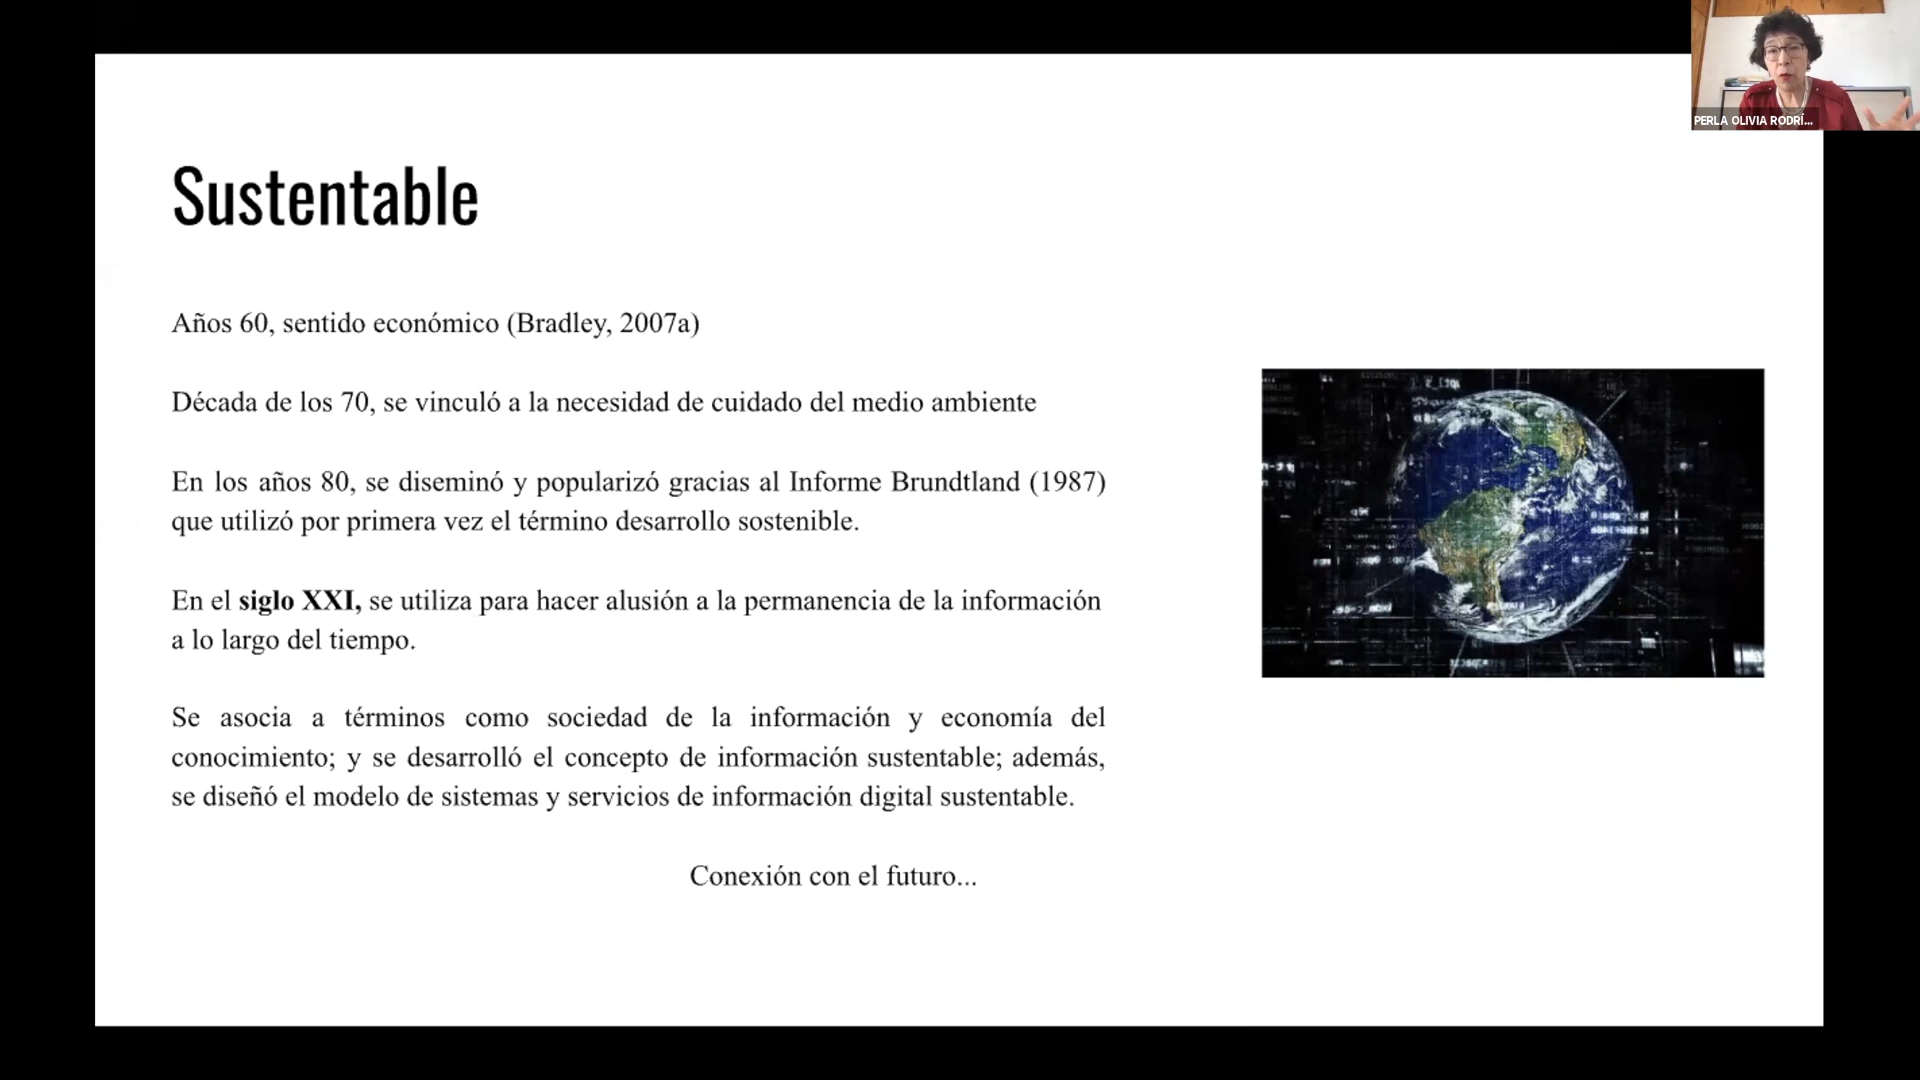 PERLA OLIVIA RODRÍ...
Sustentable
Años 60, sentido económico (Bradley, 2007a)
Década de los 70, se vinculó a la necesidad de cuidado del medio ambiente
En los años 80, se diseminó y popularizó gracias al Informe Brundtland (1987)
que utilizó por primera vez el término desarrollo sostenible.
En el siglo XXI, se utiliza para hacer alusión a la permanencia de la información
a lo largo del tiempo.
Se asocia a términos como sociedad de la información y economía del
conocimiento; y se desarrolló el concepto de información sustentable; además,
se diseñó el modelo de sistemas y servicios de información digital sustentable.
Conexión con el futuro...